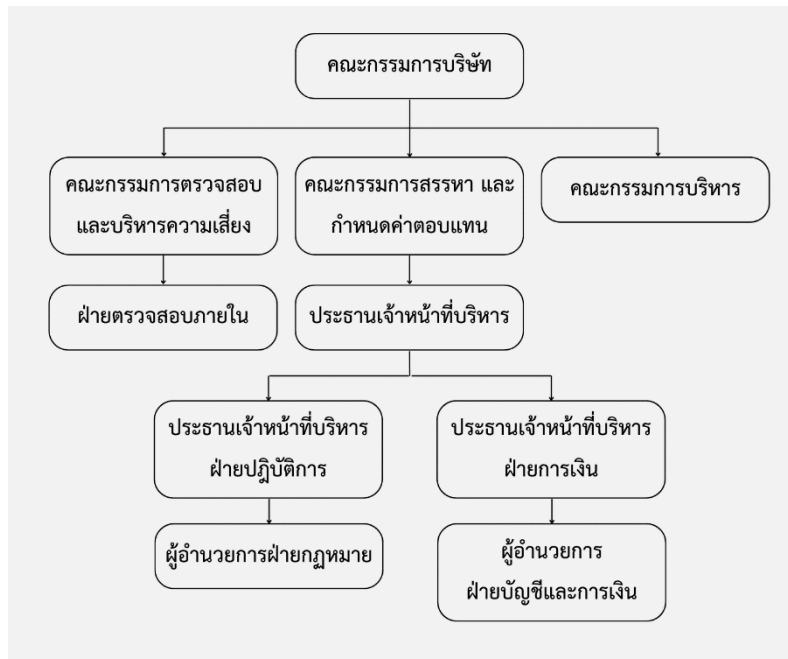 คณะกรรมการบริษัท
คณะกรรมการตรวจสอบ
และบริหารความเสี่ยง
คณะกรรมการสรรหา และ
กำหนดค่าตอบแทน
คณะกรรมการบริหาร
ฝ่ายตรวจสอบภายใน
ประธานเจ้าหน้าที่บริหาร
ประธานเจ้าหน้าที่บริหาร
ฝ่ายปฎิบัติการ
ประธานเจ้าหน้าที่บริหาร
ฝ่ายการเงิน
ผู้อำนวยการฝ่ายกฏหมาย
ผู้อำนวยการ
ฝ่ายบัญชีและการเงิน